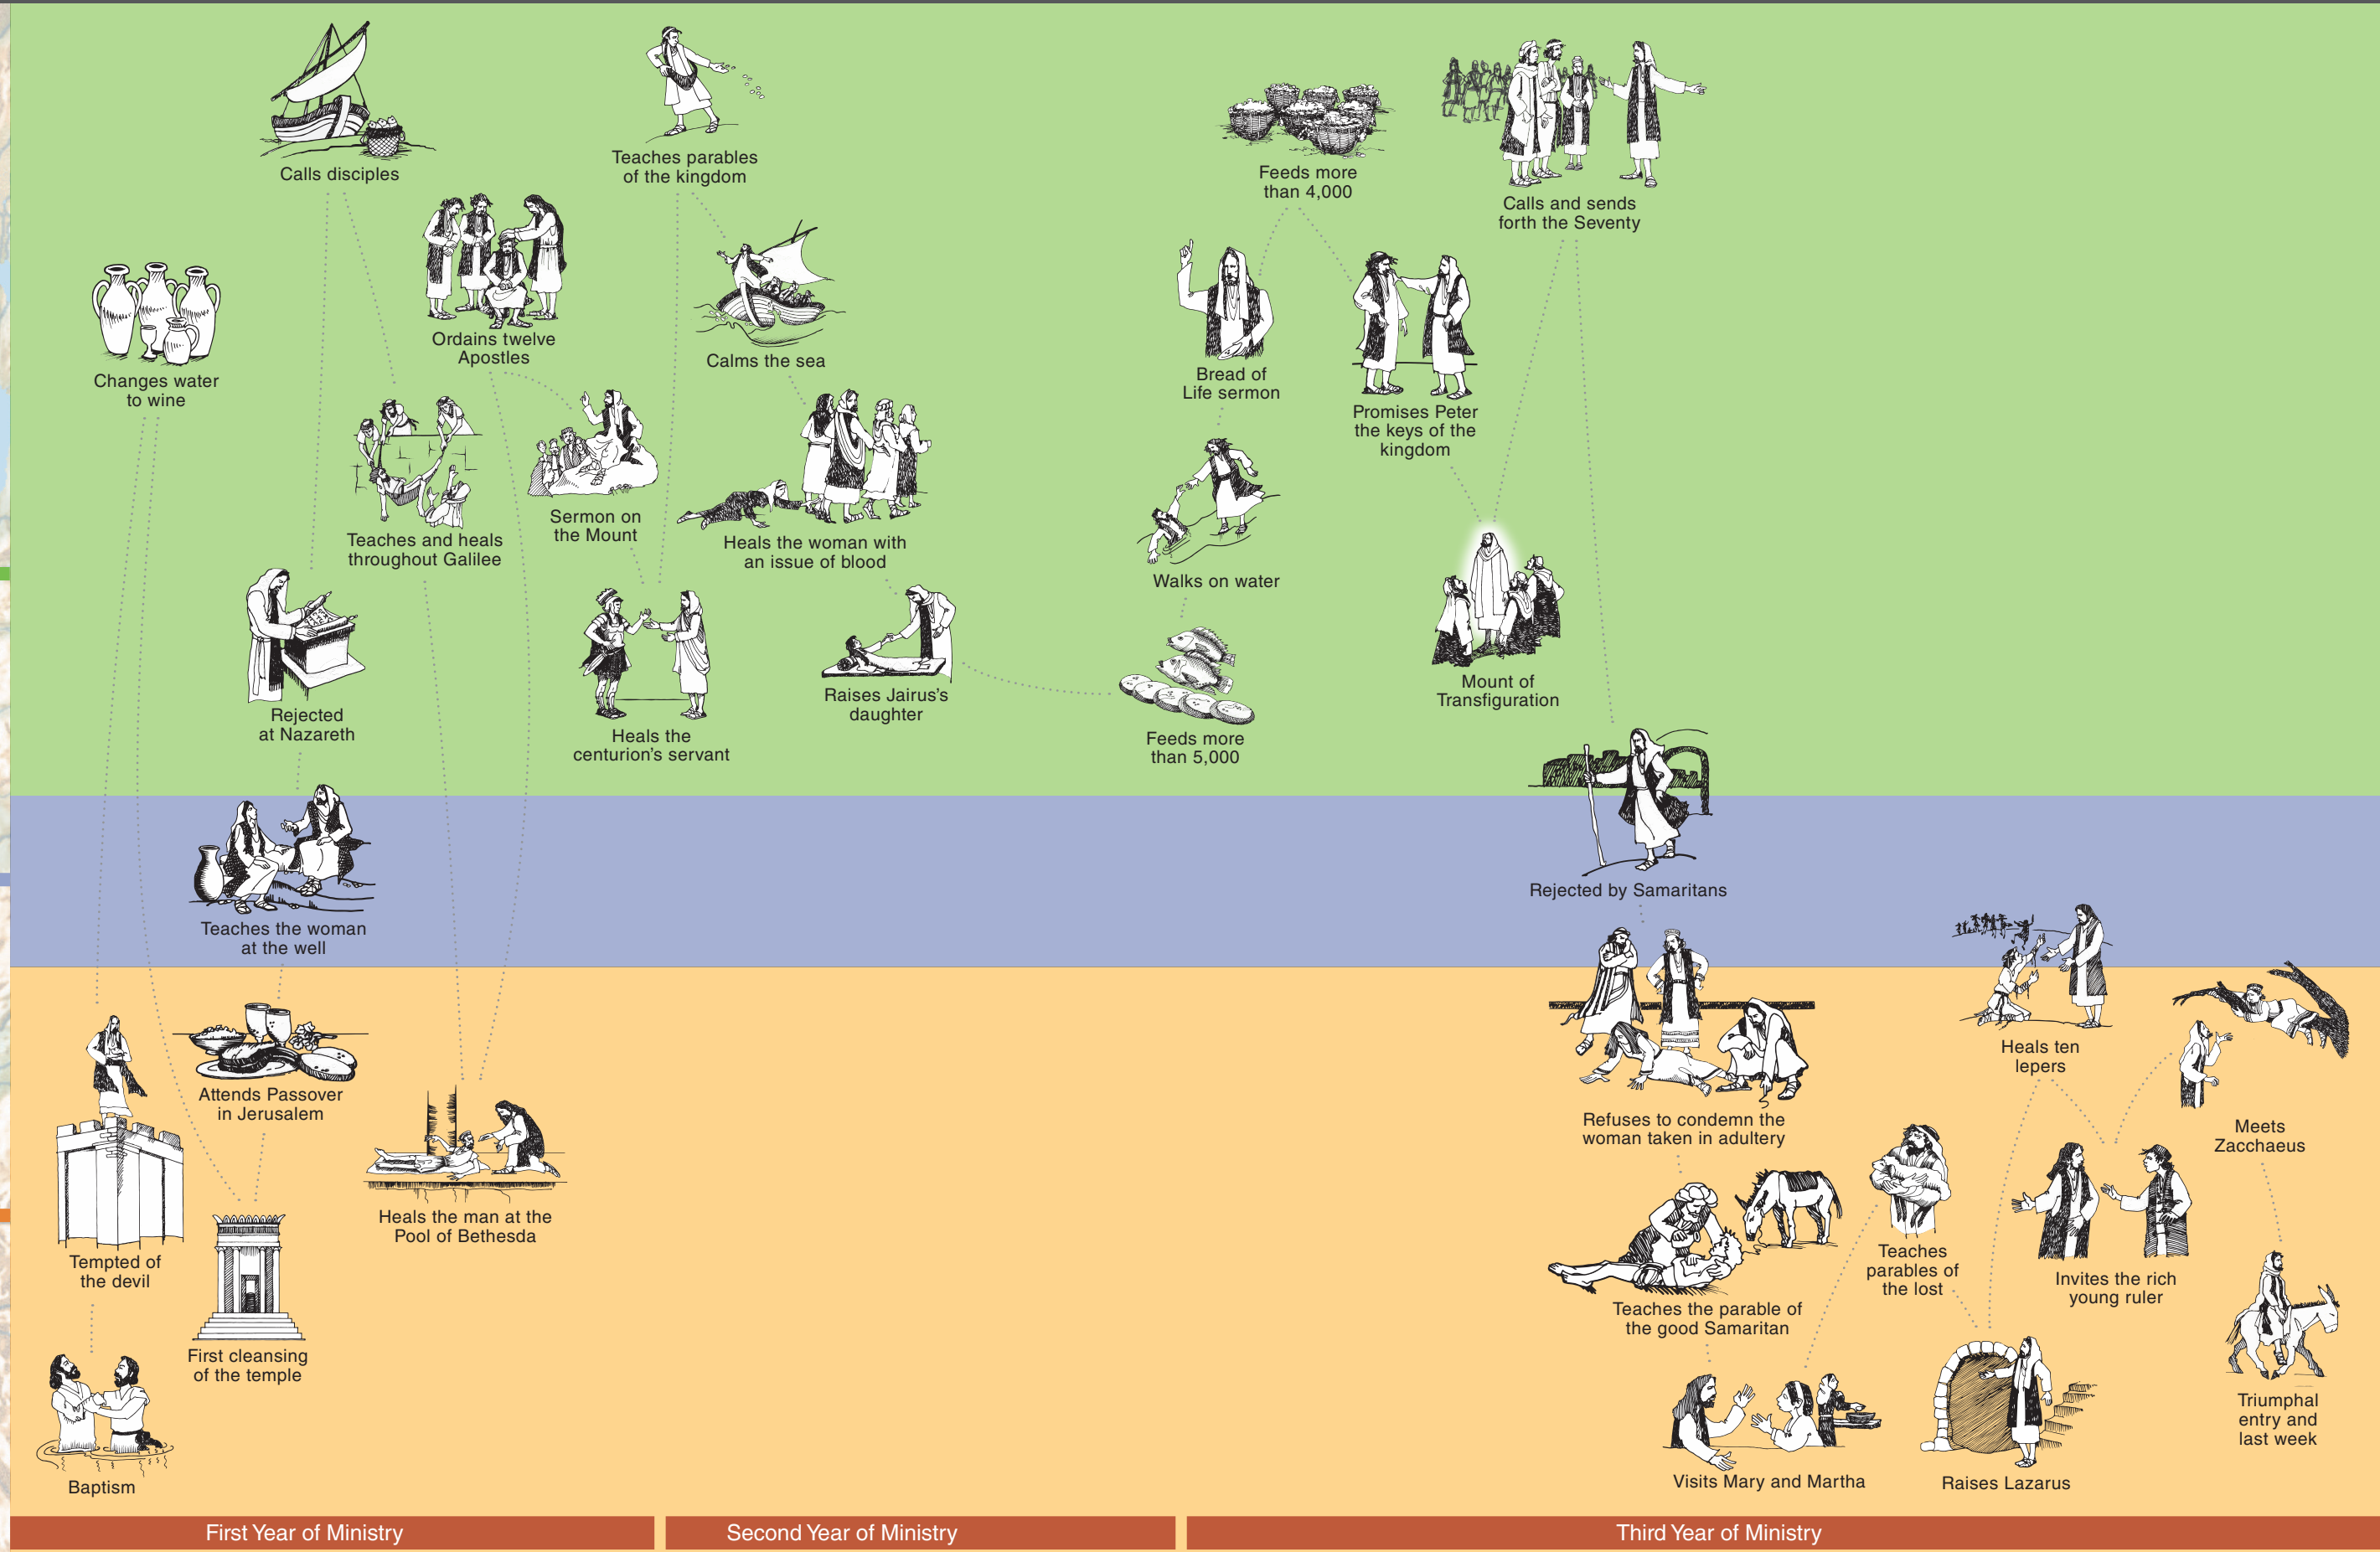 Calls disciples
Teaches parables
of the kingdom
Feeds more
than 4,000
Calls and sends
forth the Seventy
Changes water
to wine
Ordains twelve
Apostles
Calms the sea
Bread of
Life sermon
Promises Peter
the keys of the
kingdom
Teaches and heals
throughout Galilee
Sermon on
the Mount
Heals the woman with
an issue of blood
Walks on water
Mount of
Transfiguration
Rejected
at Nazareth
Heals the
centurion's servant
Raises Jairus's
daughter
Feeds more
than 5,000
Teaches the woman
at the well
Rejected by Samaritans
Attends Passover
in Jerusalem
Heals ten
lepers
Refuses to condemn the
woman taken in adultery
Meets
Zacchaeus
Tempted of
the devil
Heals the man at the
Pool of Bethesda
Teaches
parables of
the lost
Invites the rich
young ruler
Teaches the parable of
the good Samaritan
First cleansing
of the temple
Triumphal
entry and
last week
Baptism
Visits Mary and Martha
Raises Lazarus
First Year of Ministry
Second Year of Ministry
Third Year of Ministry